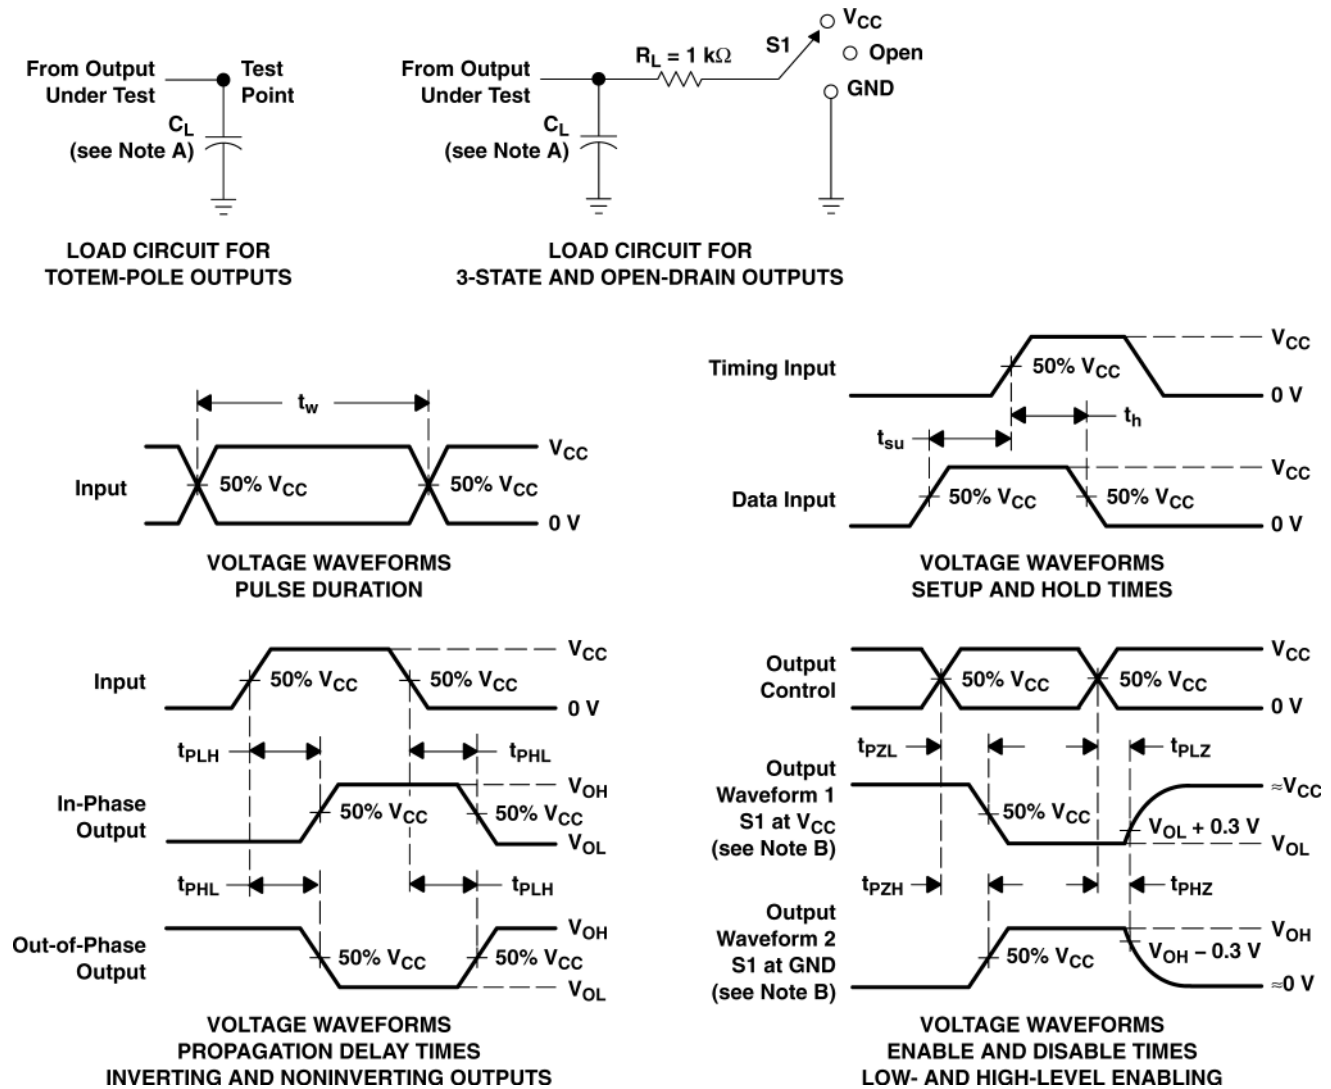 From Output
Under Test
Test
Point
CL
(see Note A)
LOAD CIRCUIT FOR
TOTEM-POLE OUTPUTS
From Output
Under Test
RL = 1 kΩ
S1
VCC
Open
GND
CL
(see Note A)
LOAD CIRCUIT FOR
3-STATE AND OPEN-DRAIN OUTPUTS
tw
Input
50% VCC
50% VCC
VCC
0 V
VOLTAGE WAVEFORMS
PULSE DURATION
Timing Input
50% VCC
VCC
0 V
tsu
th
Data Input
50% VCC
50% VCC
VCC
0 V
VOLTAGE WAVEFORMS
SETUP AND HOLD TIMES
Input
50% VCC
50% VCC
VCC
0 V
tPLH
tPHL
In-Phase
Output
50% VCC
50% VCC
VOH
VOL
tPHL
tPLH
Out-of-Phase
Output
50% VCC
50% VCC
VOH
VOL
VOLTAGE WAVEFORMS
PROPAGATION DELAY TIMES
INVERTING AND NONINVERTING OUTPUTS
Output
Control
50% VCC
50% VCC
VCC
0 V
tPZL
tPLZ
Output
Waveform 1
S1 at VCC
(see Note B)
50% VCC
VOL + 0.3 V
≈VCC
VOL
tPZH
tPHZ
Output
Waveform 2
S1 at GND
(see Note B)
50% VCC
VOH − 0.3 V
VOH
≈0 V
VOLTAGE WAVEFORMS
ENABLE AND DISABLE TIMES
LOW- AND HIGH-LEVEL ENABLING